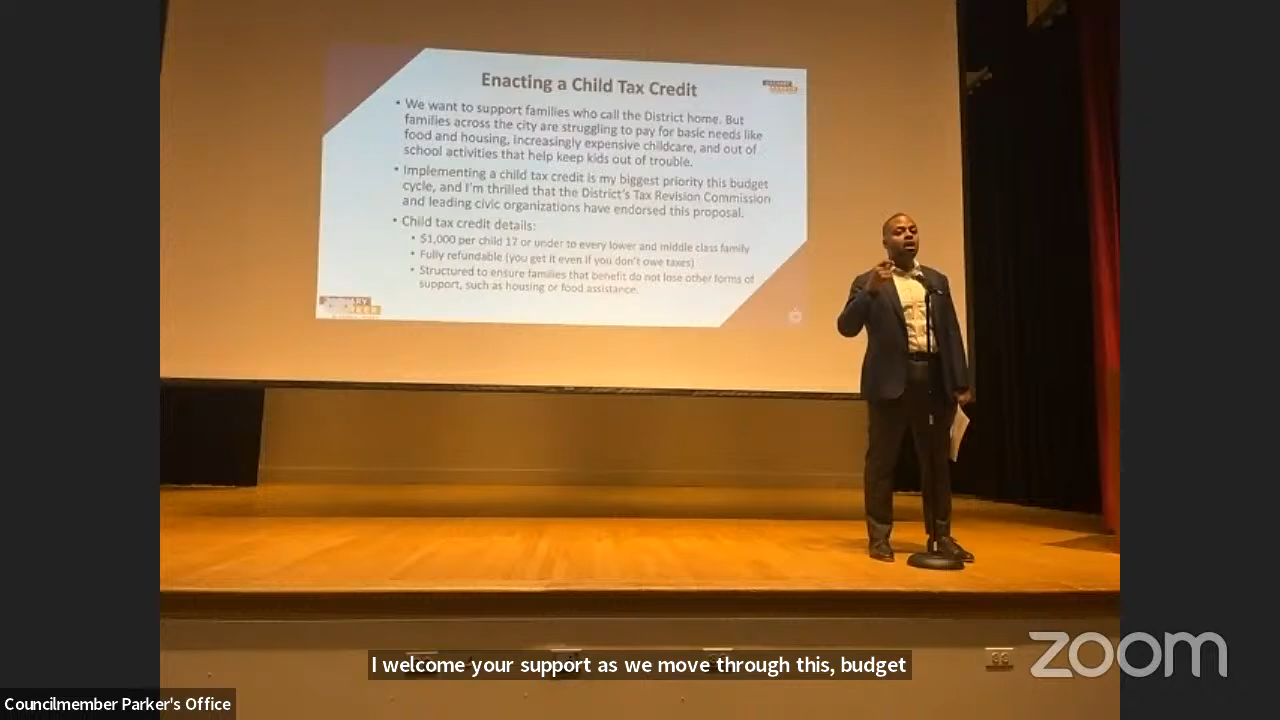 Enacting a Child Tax Credit
• We want to support families who call the District home. But
families across the city are struggling to pay for basic needs like
food and housing, increasingly expensive childcare, and out of
school activities that help keep kids out of trouble.
• Implementing a child tax credit is my biggest priority this budget
cycle, and I'm thrilled that the District's Tax Revision Commission
and leading civic organizations have endorsed this proposal.
• Child tax credit details:
• $1,000 per child 17 or under to every lower and middle class family
• Fully refundable (you get it even if you don't owe taxes)
• Structured to ensure families that benefit do not lose other forms of
support, such as housing or food assistance.
I welcome your support as we move through this, budget
zoom
Councilmember Parker's Office